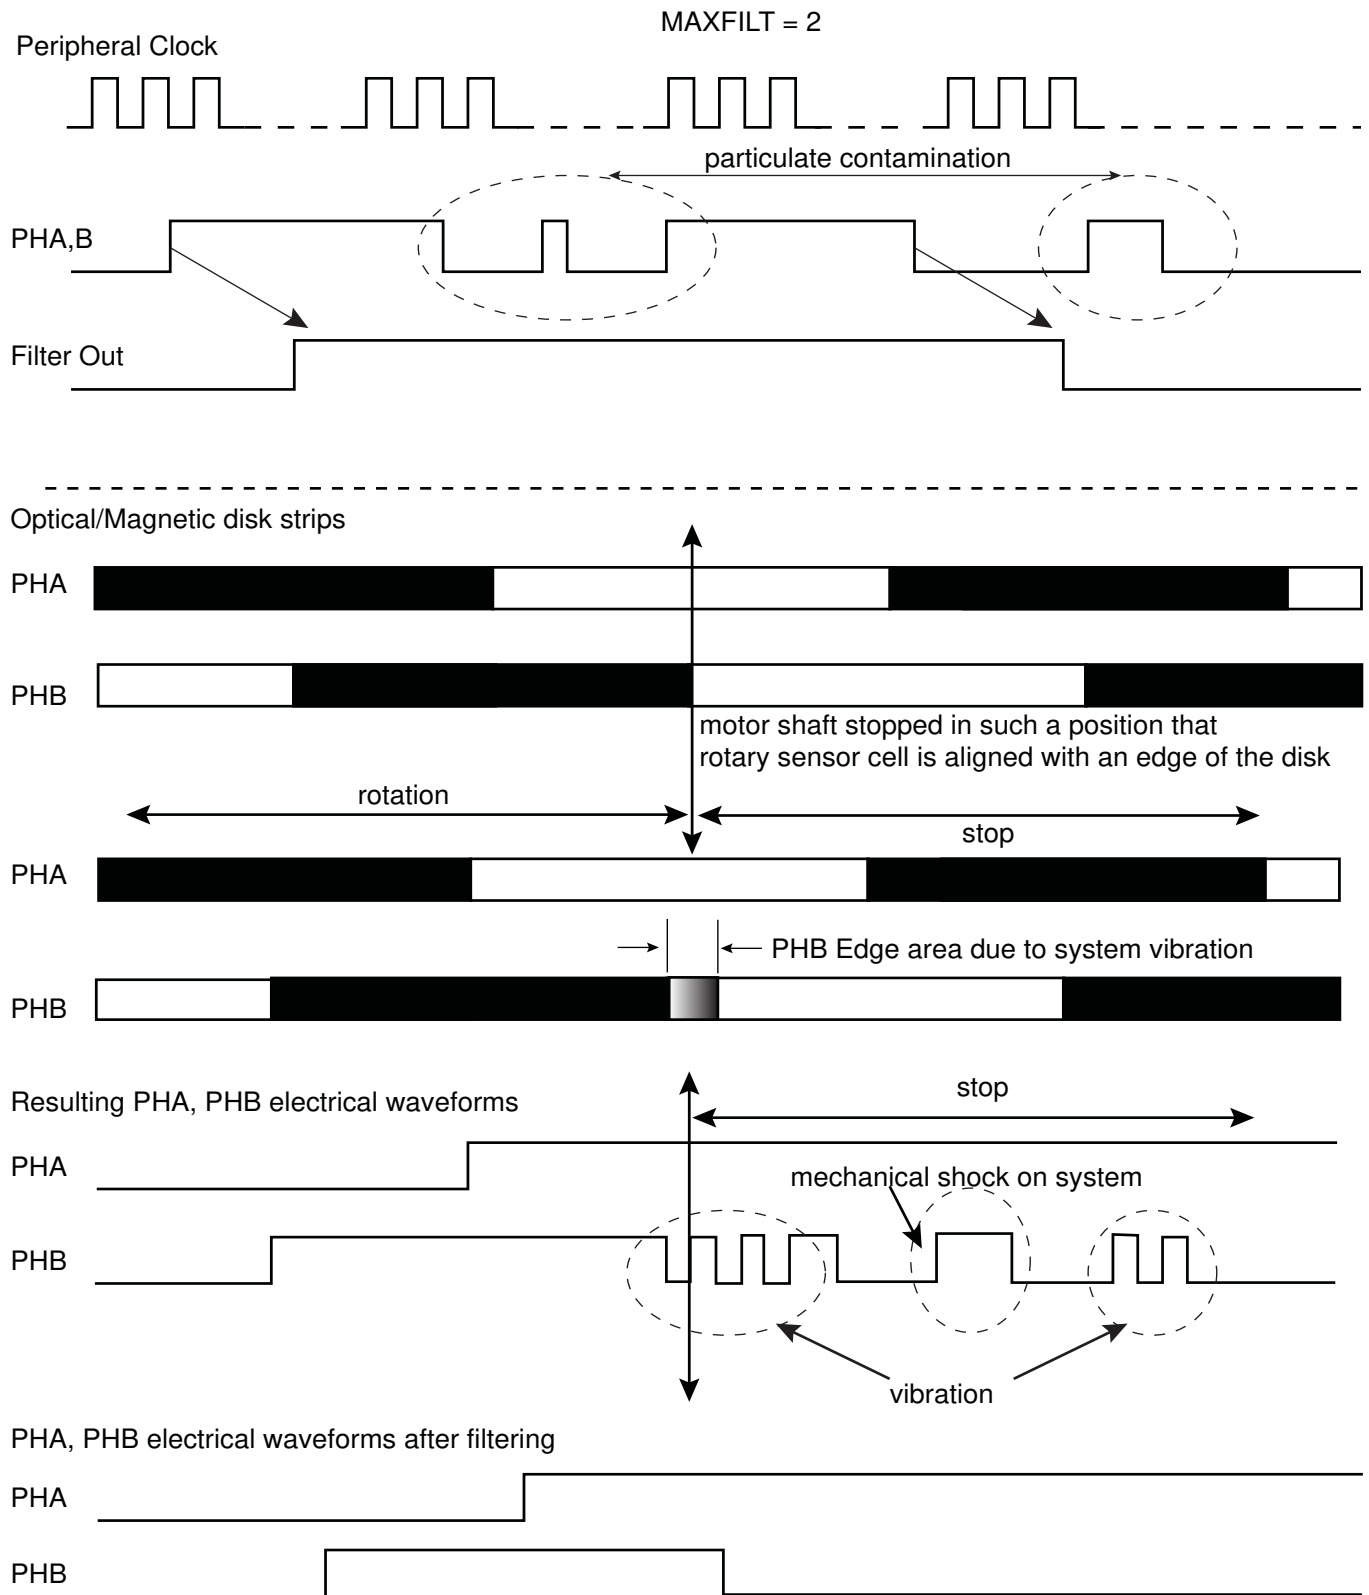 MAXFILT = 2
Peripheral Clock
particulate contamination
PHA,B
Filter Out
Optical/Magnetic disk strips
PHA
PHB
motor shaft stopped in such a position that
rotary sensor cell is aligned with an edge of the disk
rotation
stop
PHA
PHB Edge area due to system vibration
PHB
Resulting PHA, PHB electrical waveforms
stop
PHA
mechanical shock on system
PHB
vibration
PHA, PHB electrical waveforms after filtering
PHA
PHB